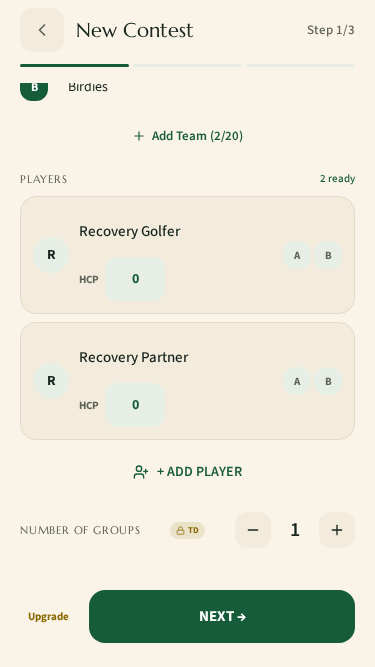 New Contest
Step 1/3
B
Birdies
+ Add Team (2/20)
PLAYERS
2 ready
Recovery Golfer
R
A B
HCP
0
Recovery Partner
R
A B
HCP
0
+ ADD PLAYER
NUMBER OF GROUPS
TD
− 1 +
Upgrade
NEXT →